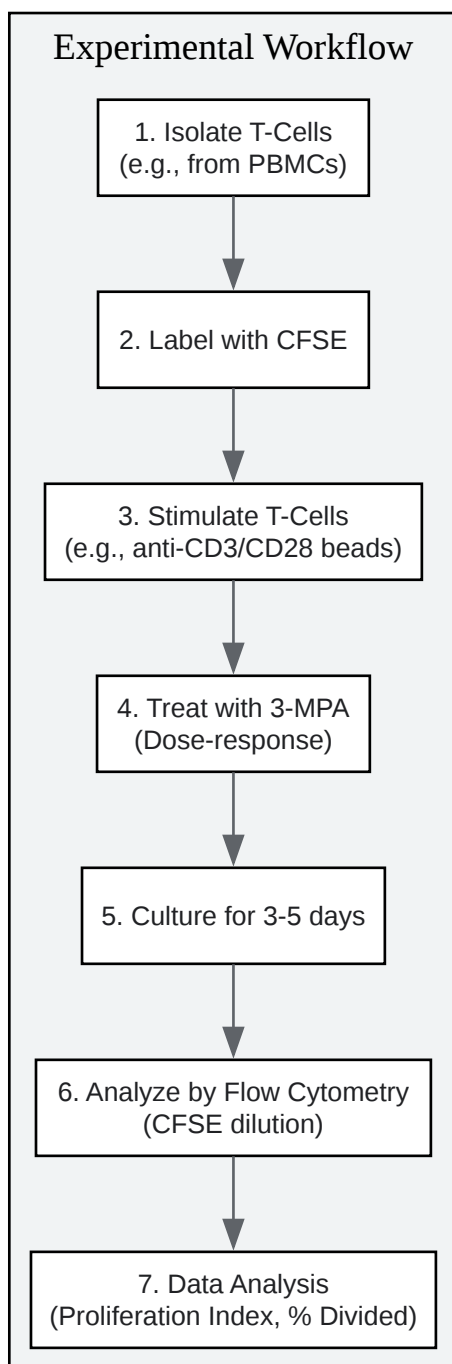 Experimental Workflow
1. Isolate T-Cells
(e.g., from PBMCs)
2. Label with CFSE
3. Stimulate T-Cells
(e.g., anti-CD3/CD28 beads)
4. Treat with 3-MPA
(Dose-response)
5. Culture for 3-5 days
6. Analyze by Flow Cytometry
(CFSE dilution)
7. Data Analysis
(Proliferation Index, % Divided)